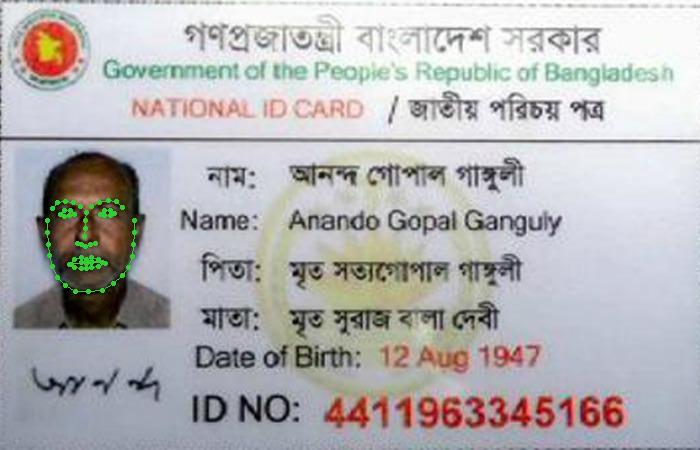 গণপ্রজাতন্ত্রী বাংলাদেশ সরকার
Government of the People's Republic of Bangladesh
NATIONAL ID CARD / জাতীয় পরিচয় পত্র
নাম: আনন্দ গোপাল গাঙ্গুলী
Name: Anando Gopal Ganguly
পিতা: মৃত সত্যগোপাল গাঙ্গুলী
মাতা: মৃত সুরাজ বালা দেবী
Date of Birth: 12 Aug 1947
আনন্দ
ID NO: 4411963345166